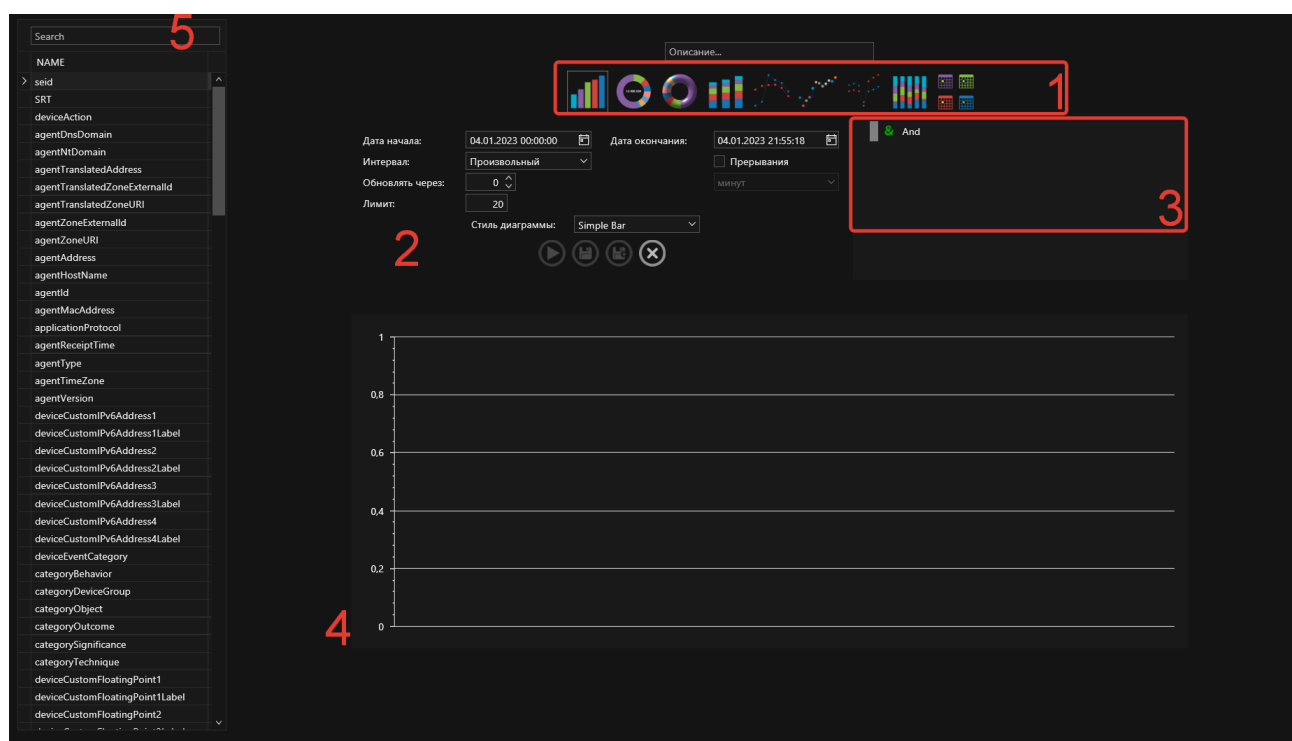 5
Search
NAME
seid
SRT
deviceAction
agentDnsDomain
agentNtDomain
agentTranslatedAddress
agentTranslatedZoneExternalId
agentTranslatedZoneURI
agentZoneExternalId
agentZoneURI
agentAddress
agentHostName
agentId
agentMacAddress
applicationProtocol
agentReceiptTime
agentType
agentTimeZone
agentVersion
deviceCustomIPv6Address1
deviceCustomIPv6Address1Label
deviceCustomIPv6Address2
deviceCustomIPv6Address2Label
deviceCustomIPv6Address3
deviceCustomIPv6Address3Label
deviceCustomIPv6Address4
deviceCustomIPv6Address4Label
deviceEventCategory
categoryBehavior
categoryDeviceGroup
categoryObject
categoryOutcome
categorySignificance
categoryTechnique
deviceCustomFloatingPoint1
deviceCustomFloatingPoint1Label
deviceCustomFloatingPoint2
Описание...
1
Дата начала: 04.01.2023 00:00:00 Дата окончания: 04.01.2023 21:55:18
Интервал: Произвольный Прерывания
Обновлять через: 0 минут
Лимит: 20
Стиль диаграммы: Simple Bar
2
& And
3
1
0,8
0,6
0,4
0,2
0
4